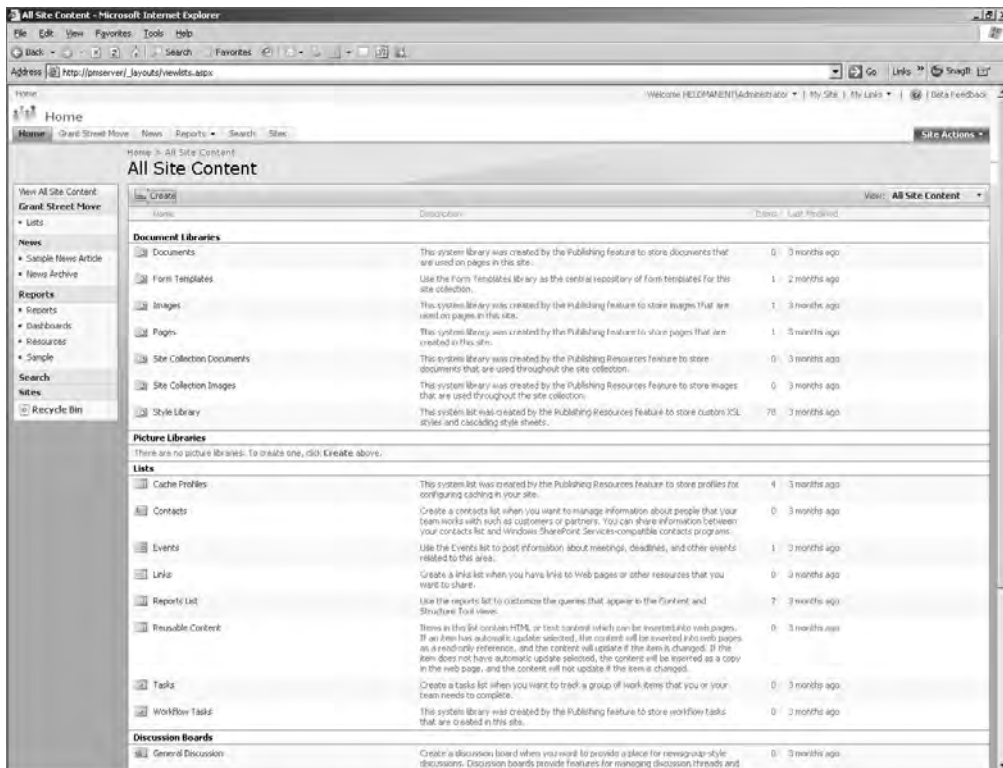 All Site Content - Microsoft Internet Explorer
File Edit View Favorites Tools Help
Back Search Favorites
Address http://pmserver/_layouts/viewlsts.aspx Go Links » SnagIt
Home Welcome HELDMANENT\Administrator | My Site | My Links | Beta Feedback
Home
Home Grant Street Move News Reports Search Sites Site Actions
Home > All Site Content
All Site Content
View All Site Content
Grant Street Move
Lists
News
Sample News Article
News Archive
Reports
Reports
Dashboards
Resources
Sample
Search
Sites
Recycle Bin
Create View: All Site Content
Name Description Items Last Modified
Document Libraries
Documents This system library was created by the Publishing feature to store documents that 0 3 months ago
are used on pages in this site.
Form Templates Use the Form Templates library as the central repository of form templates for this 1 2 months ago
site collection.
Images This system library was created by the Publishing feature to store images that are 1 3 months ago
used on pages in this site.
Pages This system library was created by the Publishing feature to store pages that are 1 3 months ago
created in this site.
Site Collection Documents This system library was created by the Publishing Resources feature to store 0 3 months ago
documents that are used throughout the site collection.
Site Collection Images This system library was created by the Publishing Resources feature to store images 0 3 months ago
that are used throughout the site collection.
Style Library This system list was created by the Publishing Resources feature to store custom XSL 70 3 months ago
styles and cascading style sheets.
Picture Libraries
There are no picture libraries. To create one, click Create above.
Lists
Cache Profiles This system list was created by the Publishing Resources feature to store profiles for 4 3 months ago
configuring caching in your site.
Contacts Create a contacts list when you want to manage information about people that your 0 3 months ago
team works with such as customers or partners. You can share information between
your contacts list and Windows SharePoint Services-compatible contacts programs.
Events Use the Events list to post information about meetings, deadlines, and other events 1 3 months ago
related to this area.
Links Create a links list when you have links to Web pages or other resources that you 0 3 months ago
want to share.
Reports List Use the reports list to customize the queries that appear in the Content and 7 3 months ago
Structure Tool views
Reusable Content Items in this list contain HTML or text content which can be inserted into web pages. 0 3 months ago
If an item has automatic update selected, the content will be inserted into web pages
as a read-only reference, and the content will update if the item is changed. If the
item does not have automatic update selected, the content will be inserted as a copy
in the web page, and the content will not update if the item is changed.
Tasks Create a tasks list when you want to track a group of work items that you or your 0 3 months ago
team needs to complete.
Workflow Tasks This system library was created by the Publishing feature to store workflow tasks 0 3 months ago
that are created in this site.
Discussion Boards
General Discussion Create a discussion board when you want to provide a place for newsgroup-style 0 3 months ago
discussions. Discussion boards provide features for managing discussion threads and